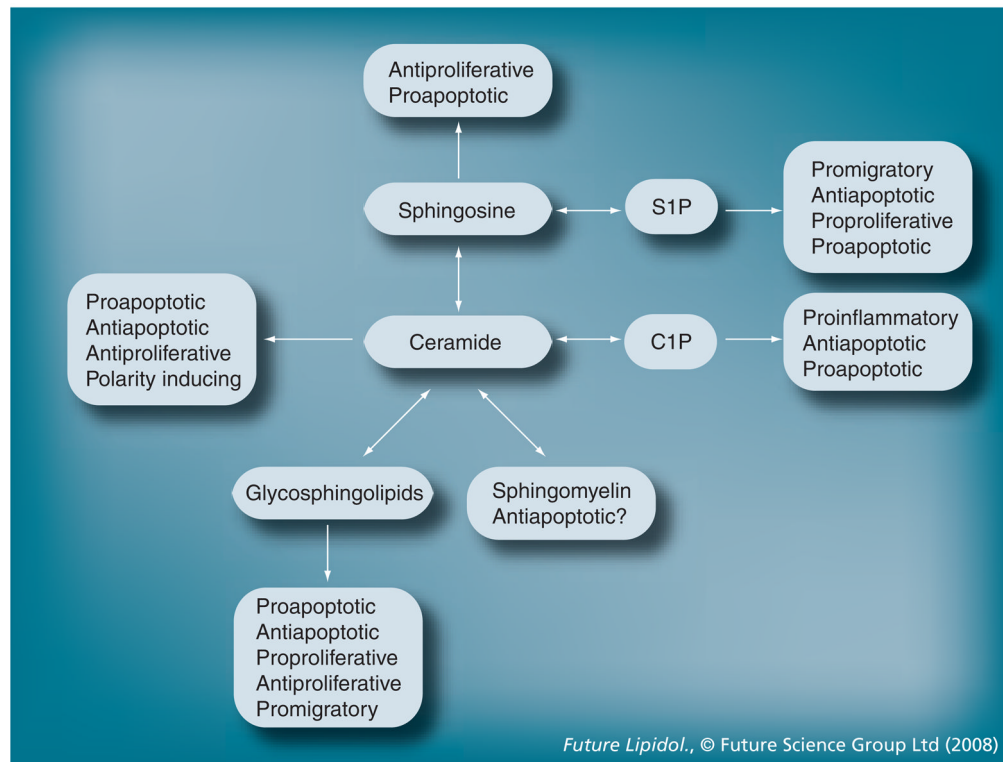 Antiproliferative
Proapoptotic
Sphingosine
S1P
Promigratory
Antiapoptotic
Proproliferative
Proapoptotic
Proapoptotic
Antiapoptotic
Antiproliferative
Polarity inducing
Ceramide
C1P
Proinflammatory
Antiapoptotic
Proapoptotic
Glycosphingolipids
Sphingomyelin
Antiapoptotic?
Proapoptotic
Antiapoptotic
Proproliferative
Antiproliferative
Promigratory
Future Lipidol., © Future Science Group Ltd (2008)